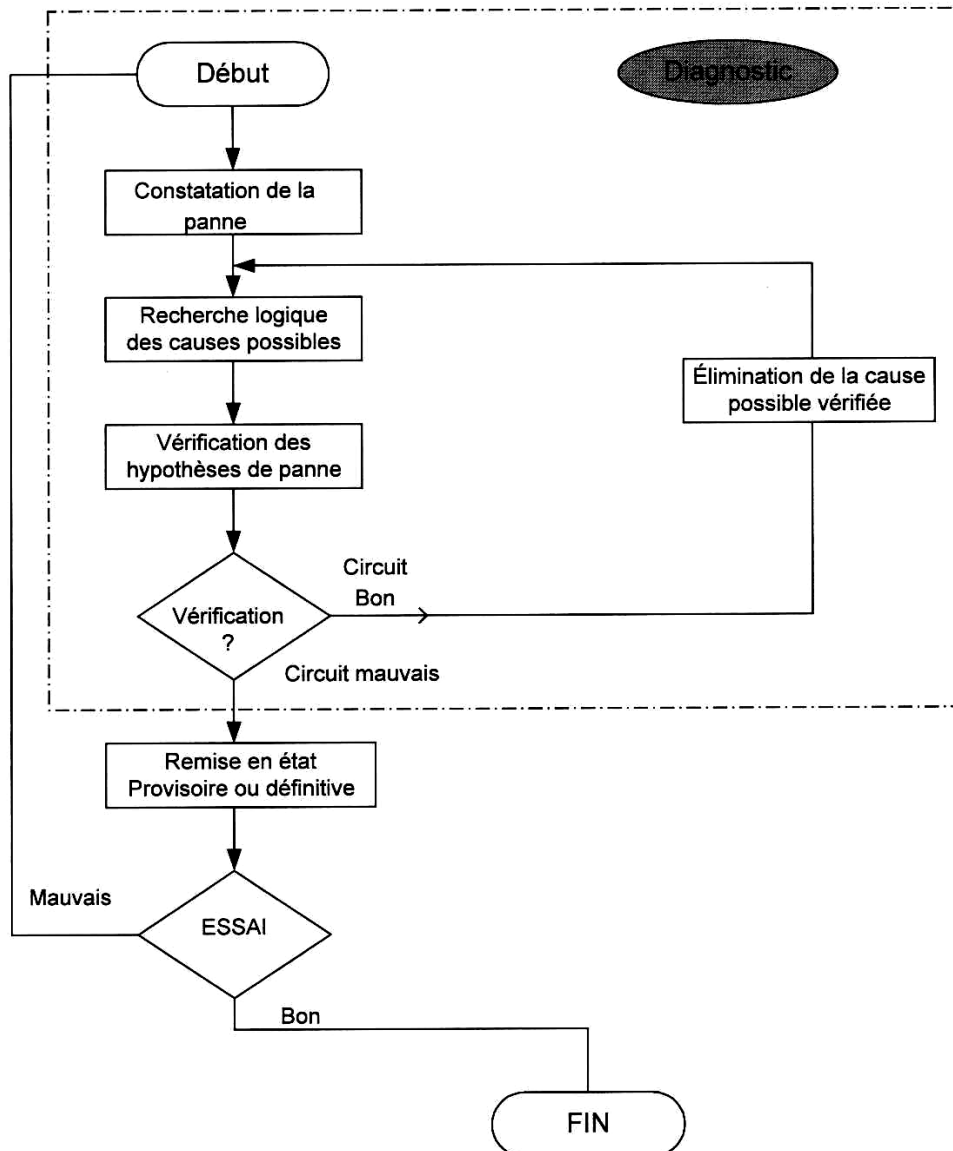 Début
Diagnostic
Constatation de la
panne
Recherche logique
des causes possibles
Élimination de la cause
possible vérifiée
Vérification des
hypothèses de panne
Circuit
Bon
Vérification
?
Circuit mauvais
Remise en état
Provisoire ou définitive
Mauvais
ESSAI
Bon
FIN